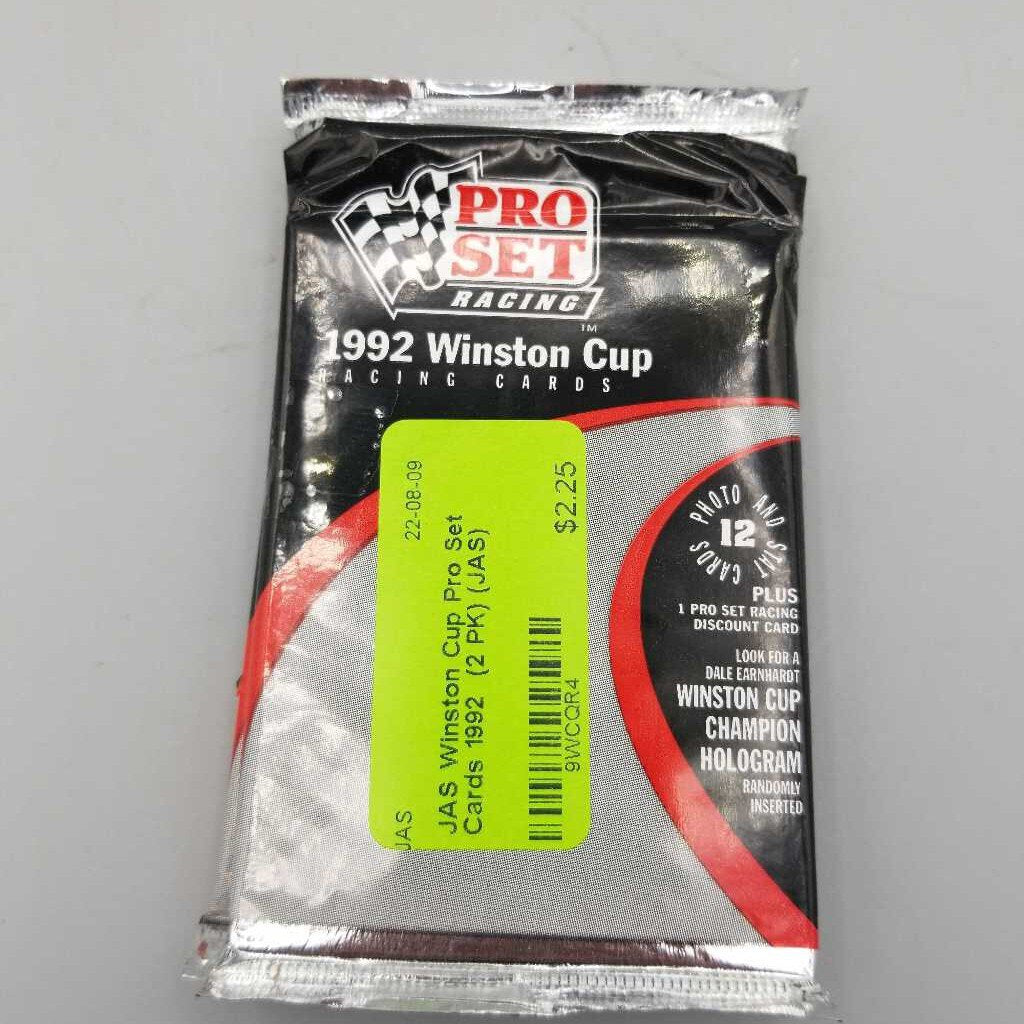 PRO
SET
RACING
TM
1992 Winston Cup
RACING CARDS
22-08-09
$2.25
JAS Winston Cup Pro Set
Cards 1992 (2 PK) (JAS)
9WCQR4
JAS
12
PHOTO AND STAT CARDS
PLUS
1 PRO SET RACING
DISCOUNT CARD
LOOK FOR A
DALE EARNHARDT
WINSTON CUP
CHAMPION
HOLOGRAM
RANDOMLY
INSERTED